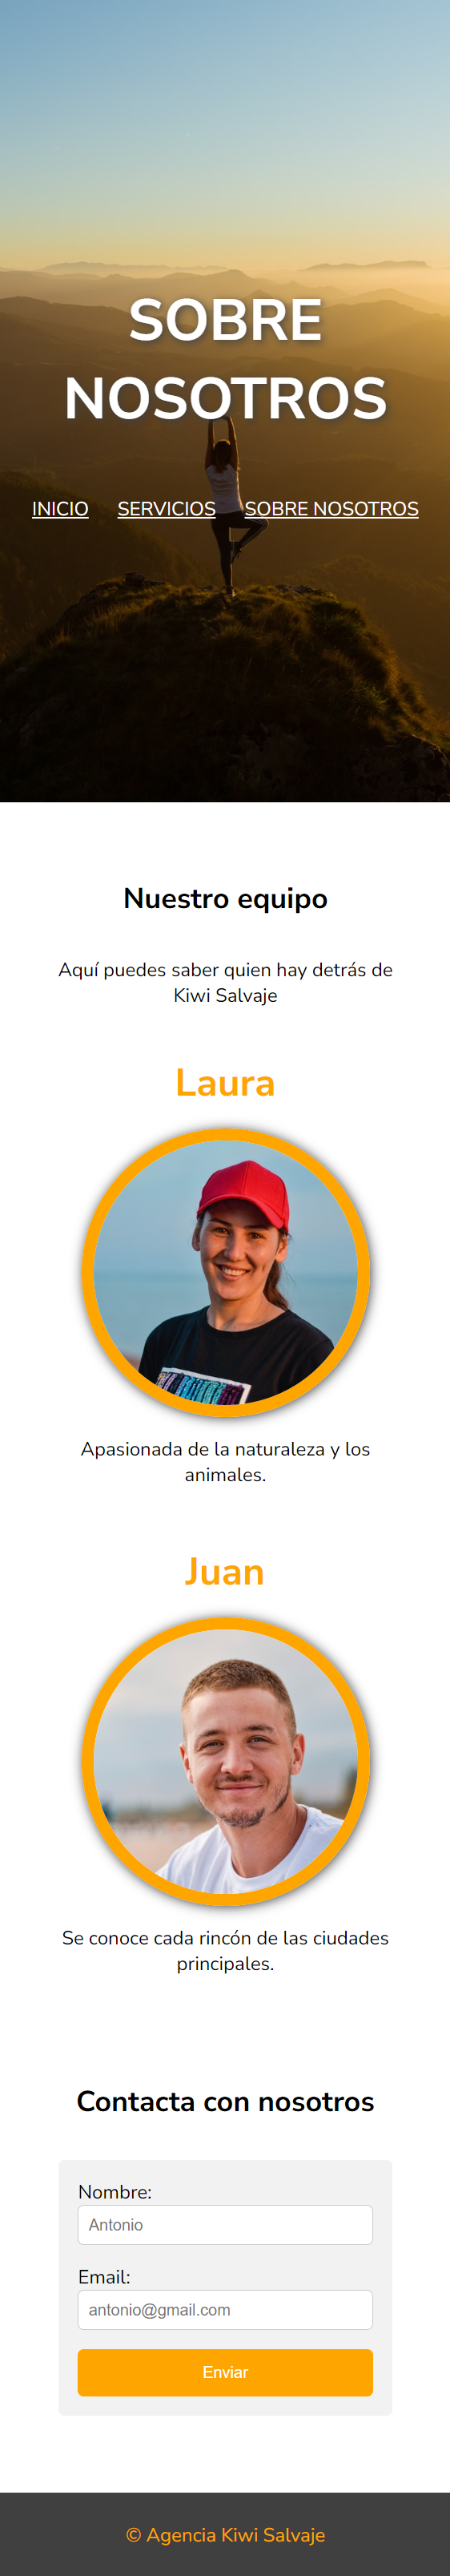 SOBRE
NOSOTROS
INICIO SERVICIOS SOBRE NOSOTROS
Nuestro equipo
Aquí puedes saber quien hay detrás de
Kiwi Salvaje
Laura
Apasionada de la naturaleza y los
animales.
Juan
Se conoce cada rincón de las ciudades
principales.
Contacta con nosotros
Nombre:
Antonio
Email:
antonio@gmail.com
Enviar
© Agencia Kiwi Salvaje